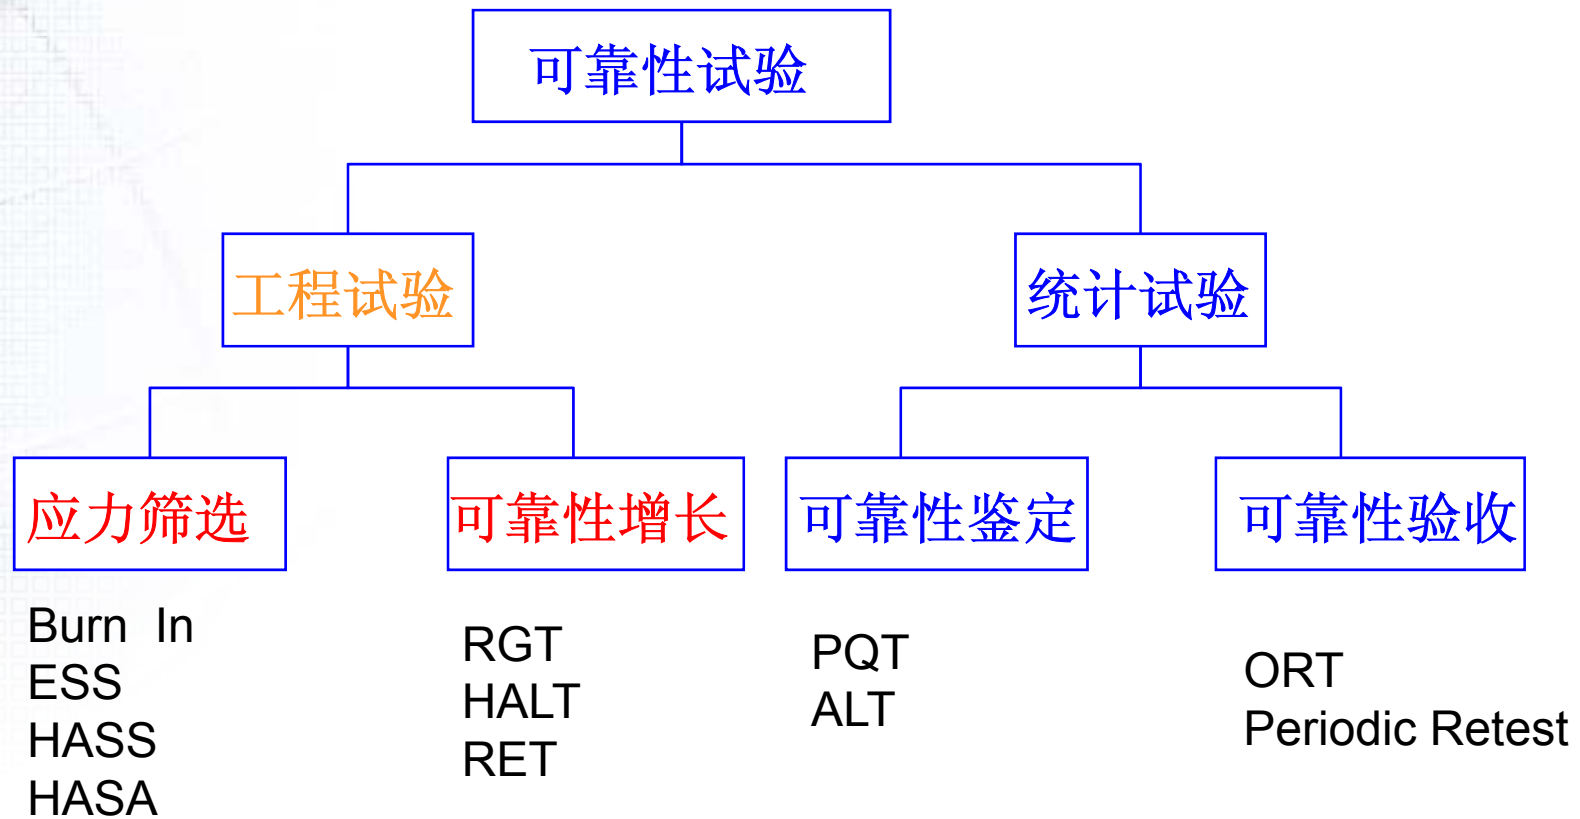 可靠性试验
工程试验
统计试验
应力筛选
可靠性增长
可靠性鉴定
可靠性验收
Burn In
ESS
HASS
HASA
RGT
HALT
RET
PQT
ALT
ORT
Periodic Retest